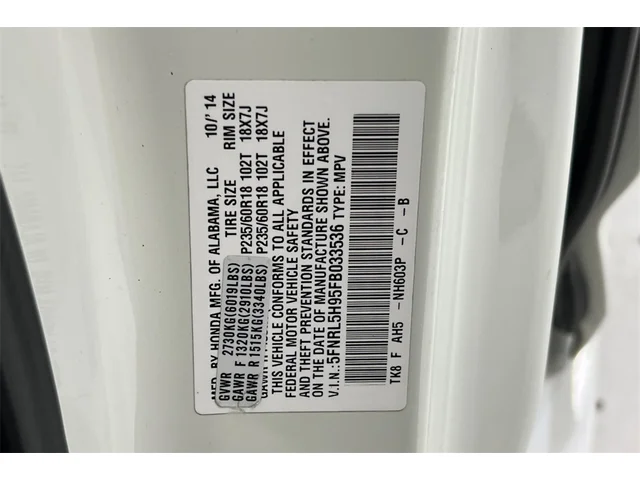 MFD. BY HONDA MFG. OF ALABAMA, LLC 10/'14
TIRE SIZE RIM SIZE
GVWR 2730KG(6019LBS)
GAWR F 1320KG(2910LBS) P235/60R18 102T 18X7J
GAWR R 1515KG(3340LBS) P235/60R18 102T 18X7J
THIS VEHICLE CONFORMS TO ALL APPLICABLE
FEDERAL MOTOR VEHICLE SAFETY
AND THEFT PREVENTION STANDARDS IN EFFECT
ON THE DATE OF MANUFACTURE SHOWN ABOVE.
V.I.N.:5FNRL5H95FB033536 TYPE: MPV
TK8 F AH5 -NH603P -C -B